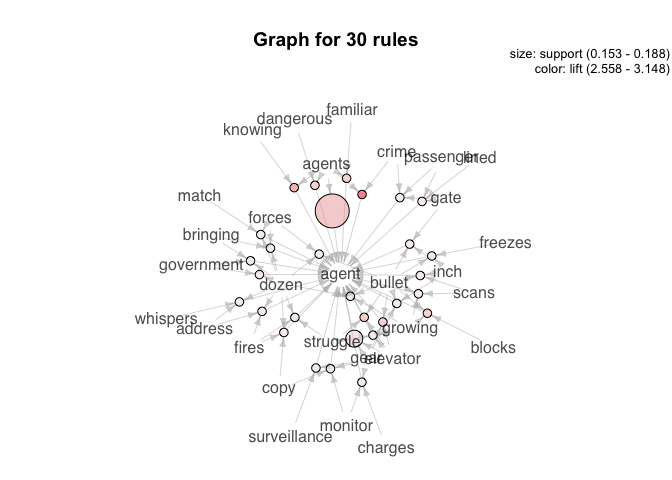 Graph for 30 rules
size: support (0.153 - 0.188)
color: lift (2.558 - 3.148)
familiar
dangerous
knowing
agents
crime
passenger
lined
match
gate
forces
bringing
freezes
government
agent
inch
dozen
bullet
scans
whispers
address
growing
fires
struggle
blocks
gear
elevator
copy
monitor
surveillance
charges